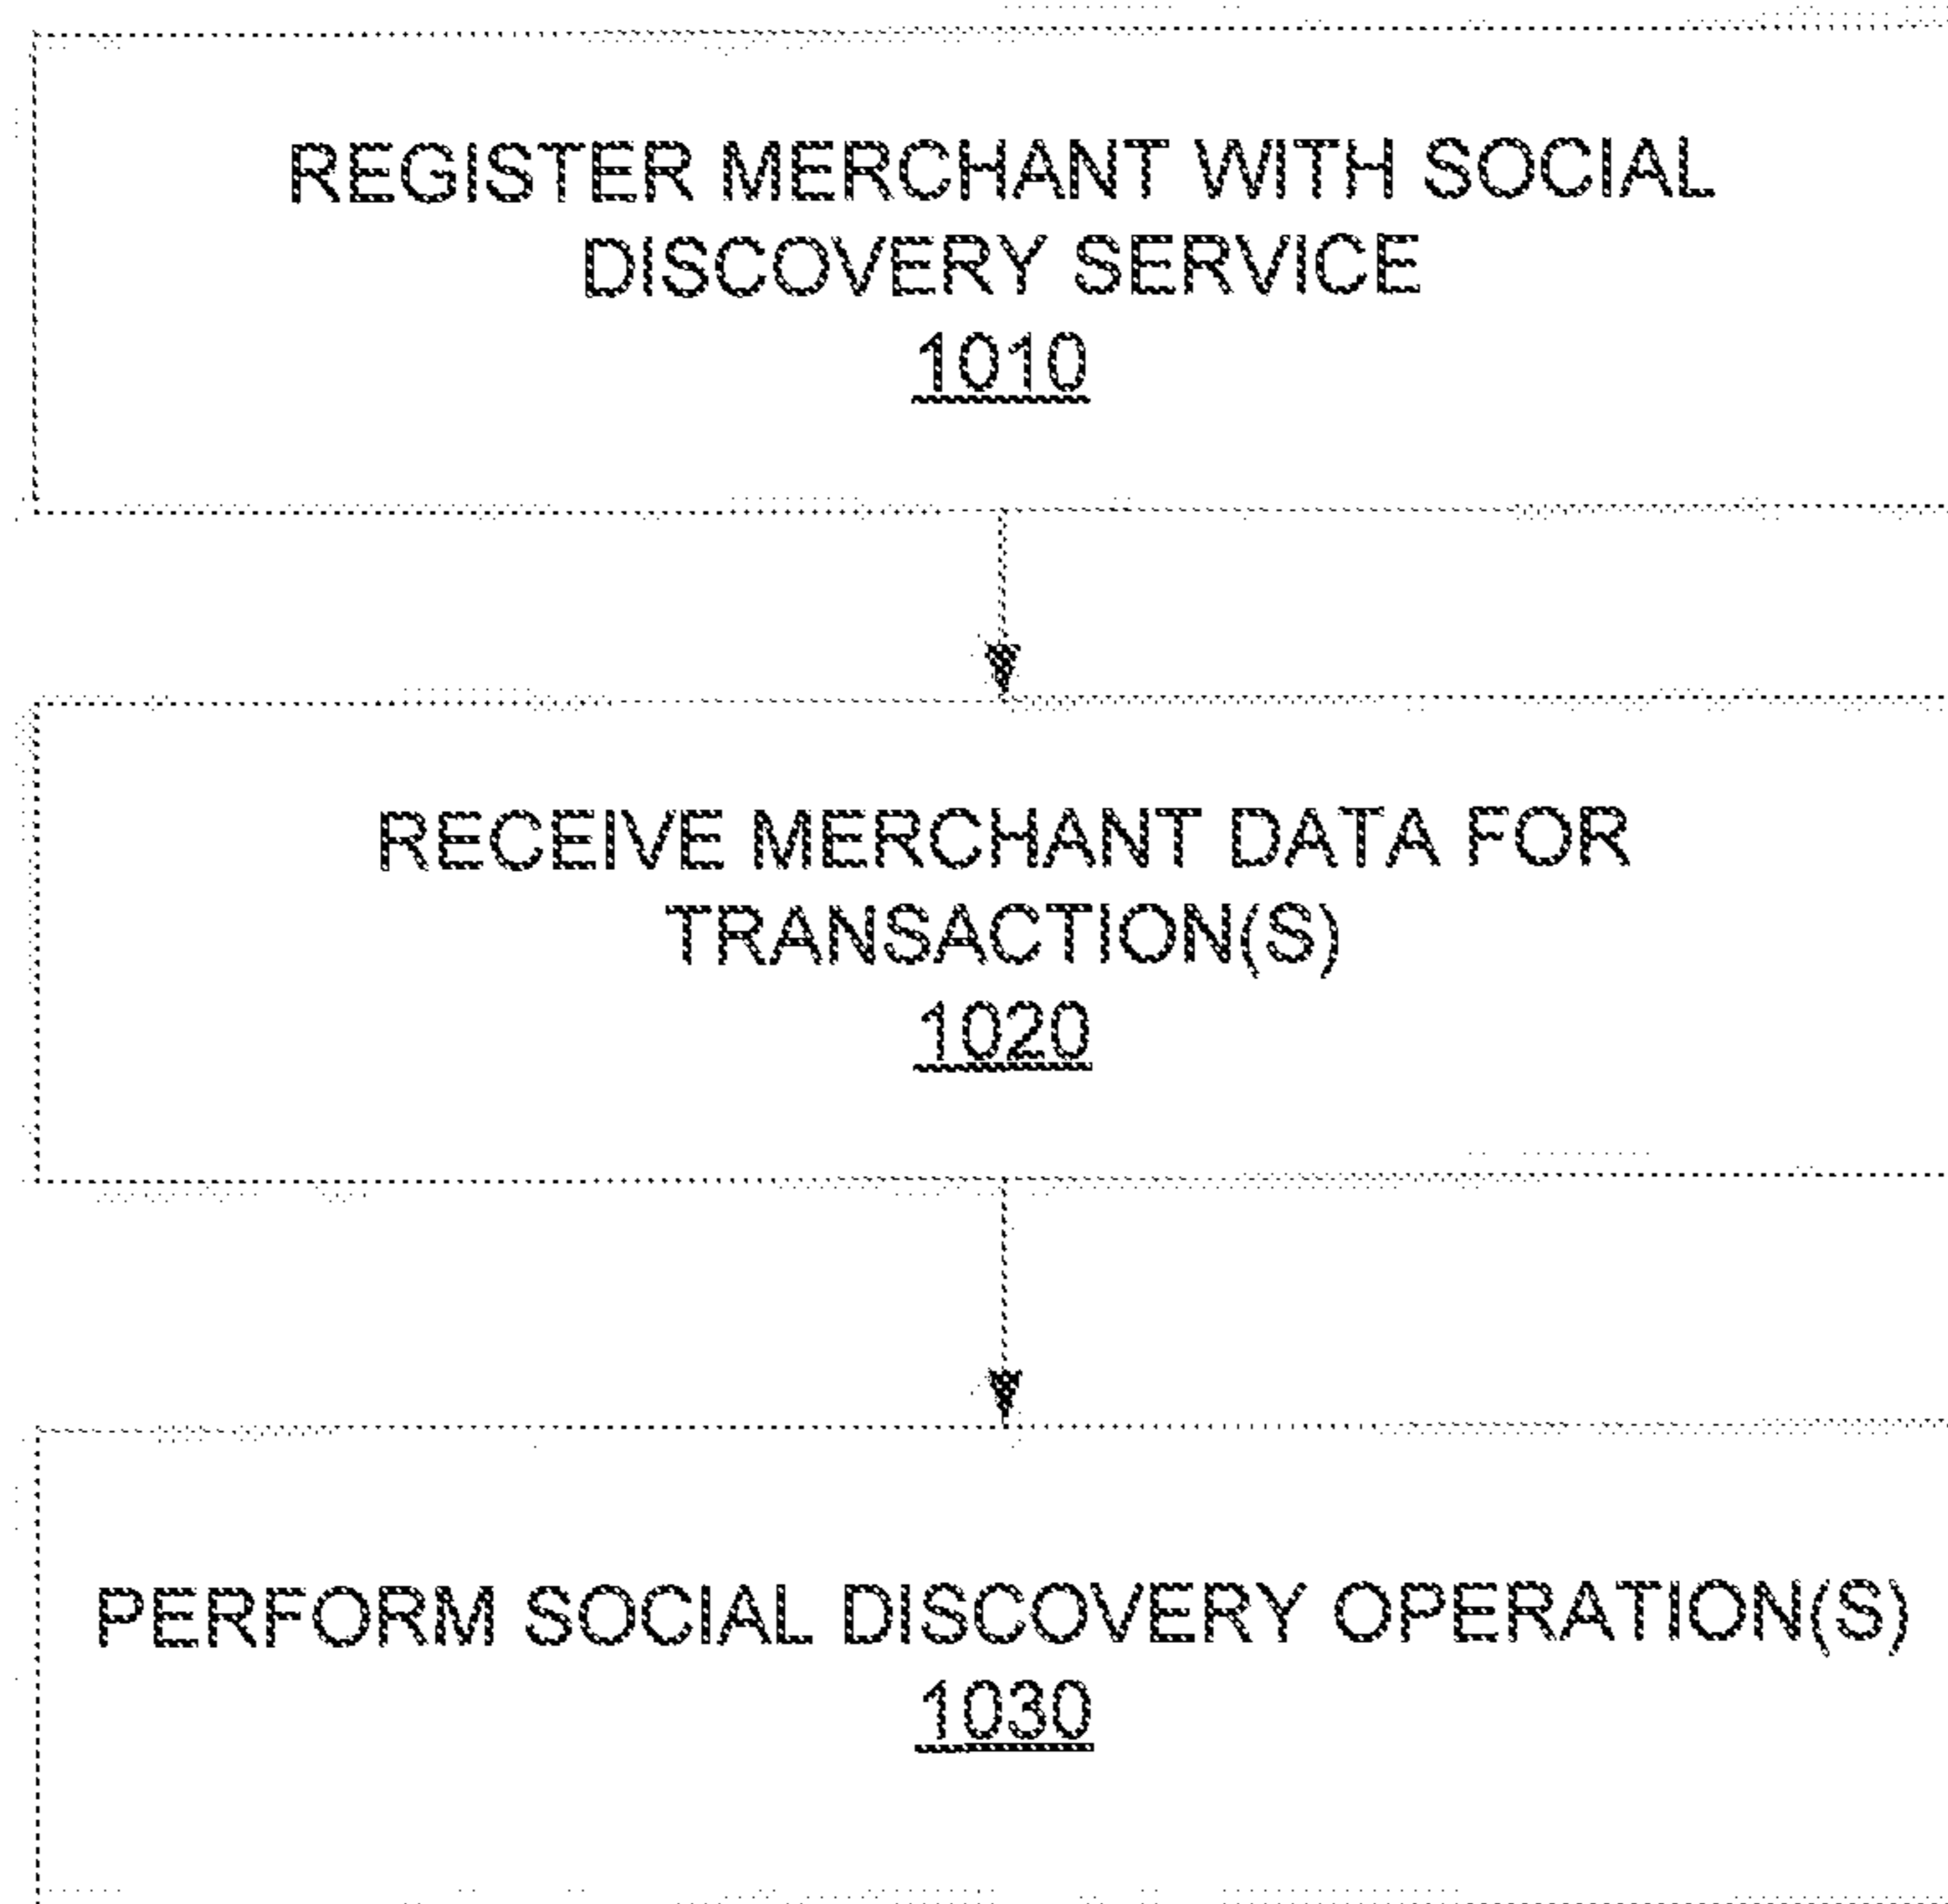 REGISTER MERCHANT WITH SOCIAL
DISCOVERY SERVICE
1010
RECEIVE MERCHANT DATA FOR
TRANSACTION(S)
1020
PERFORM SOCIAL DISCOVERY OPERATION(S)
1030